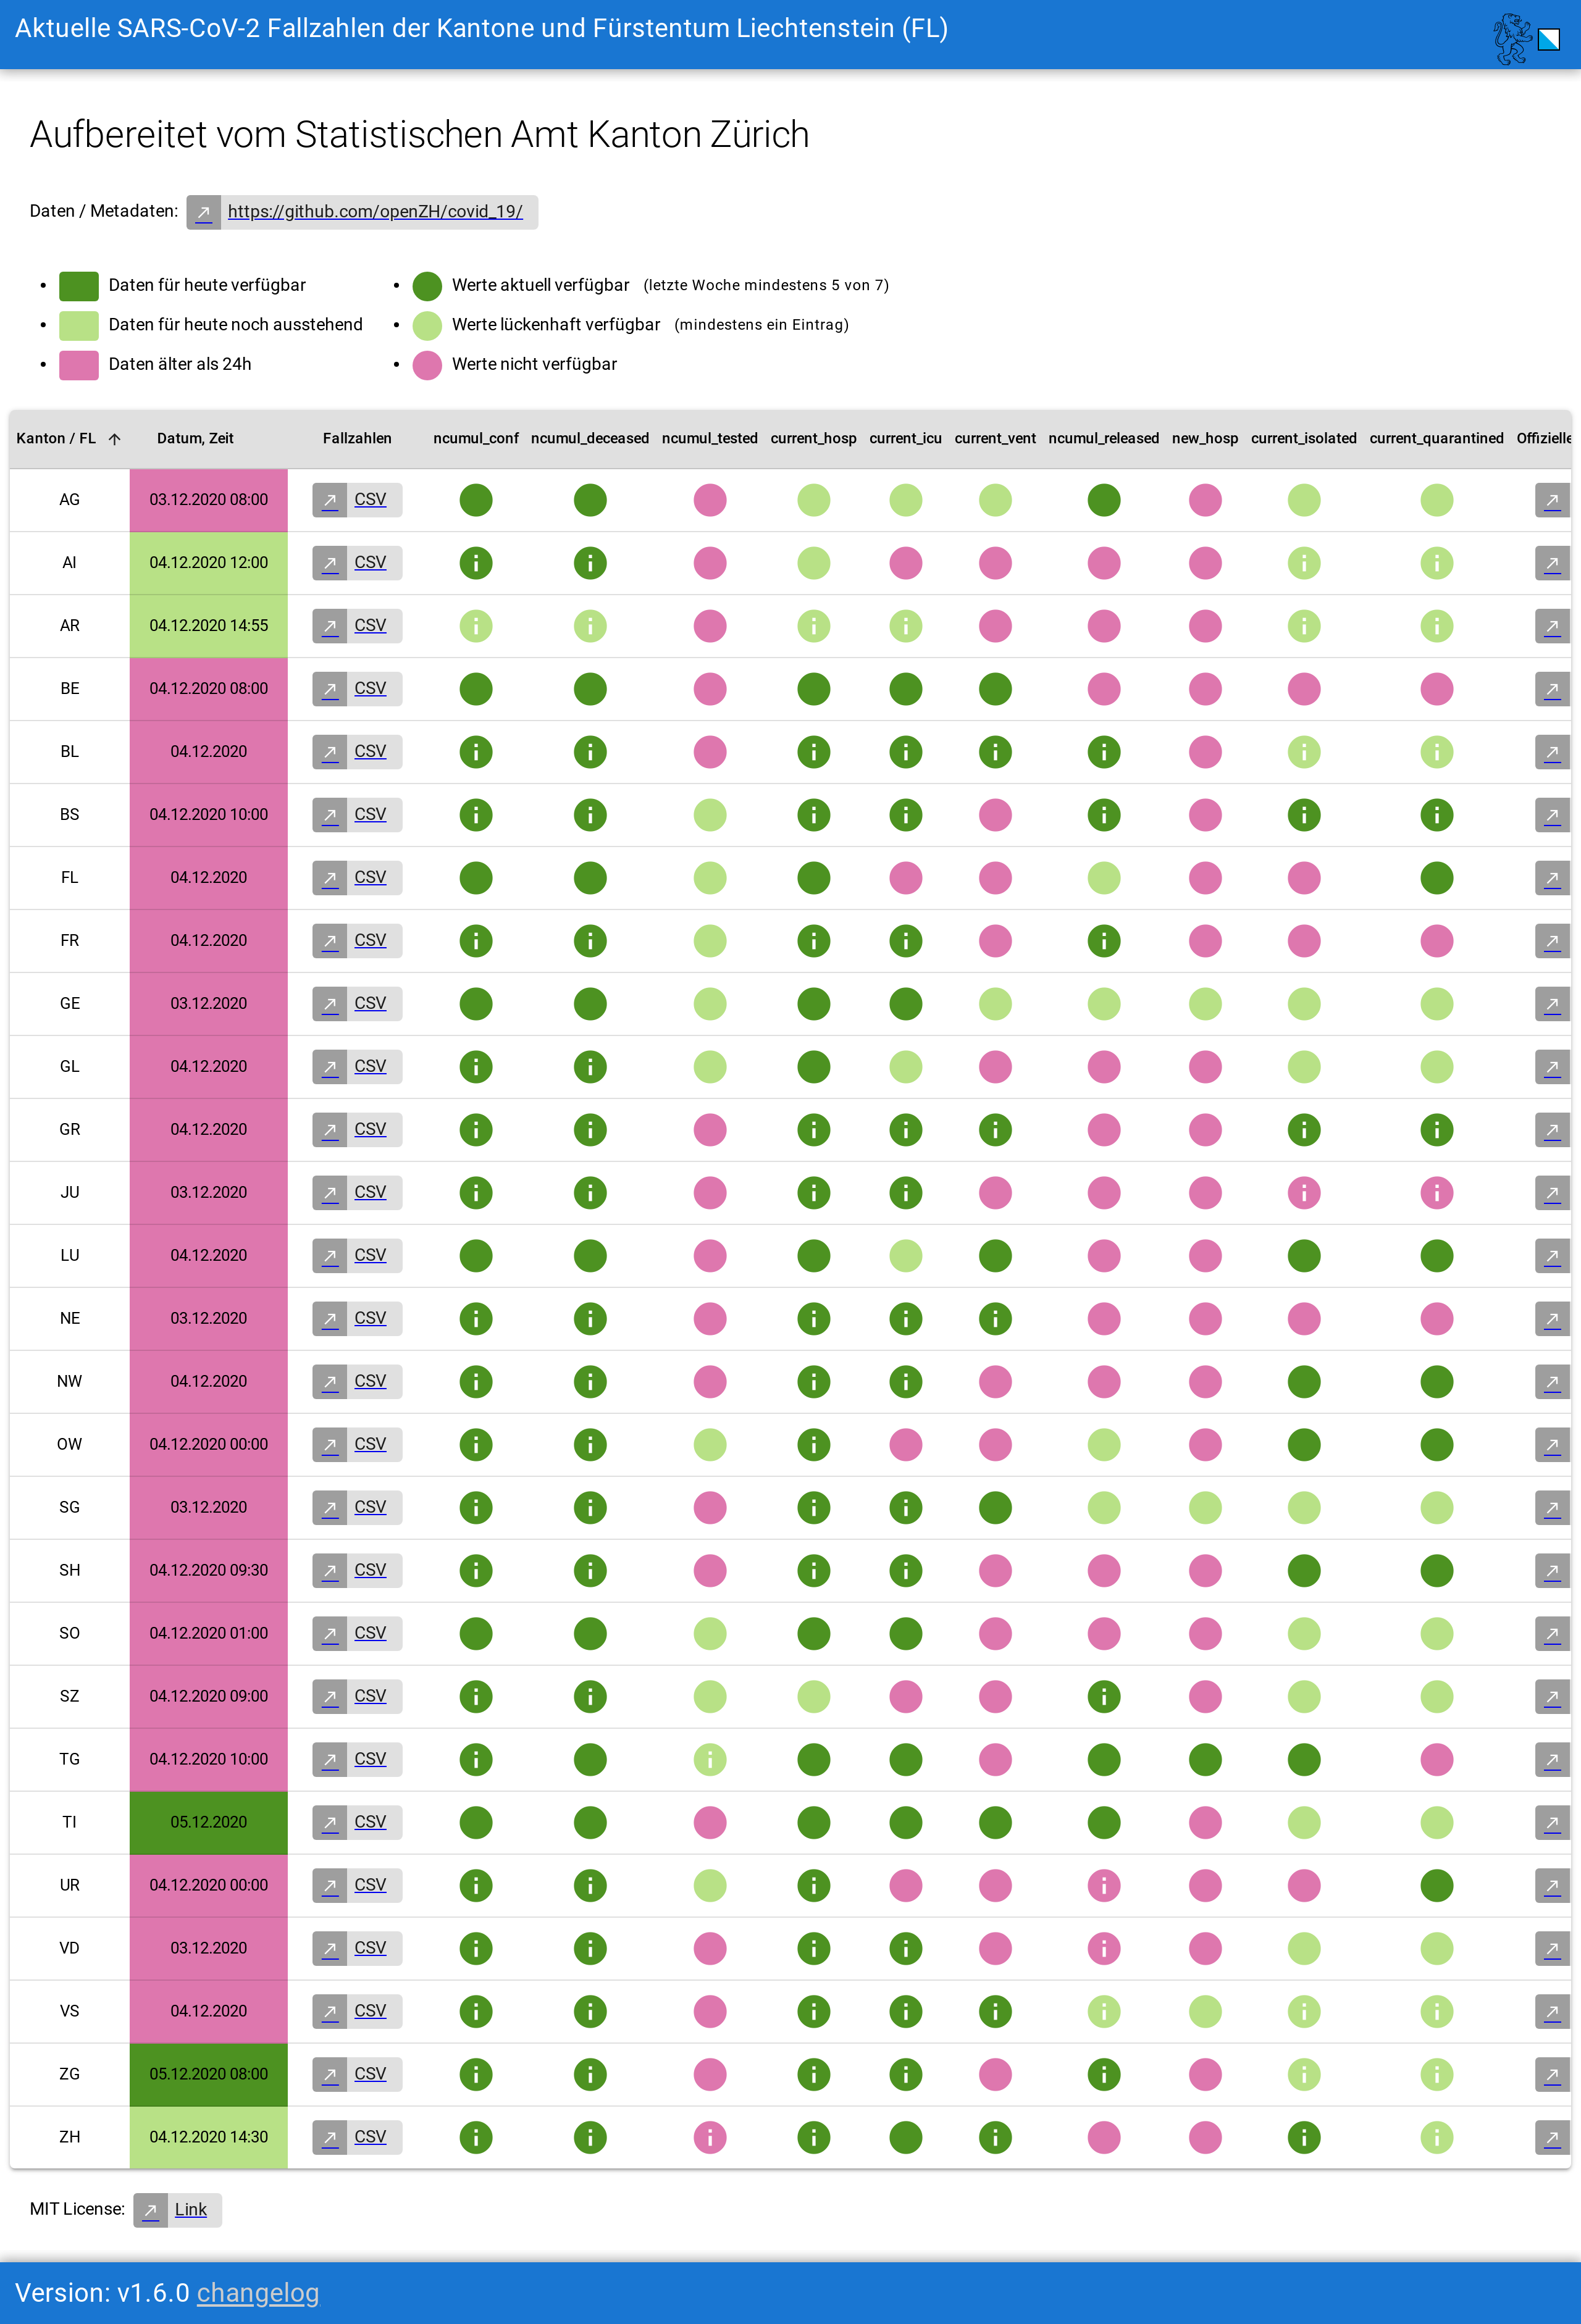 Aktuelle SARS-CoV-2 Fallzahlen der Kantone und Fürstentum Liechtenstein (FL)
Aufbereitet vom Statistischen Amt Kanton Zürich
Daten / Metadaten: https://github.com/openZH/covid_19/
Daten für heute verfügbar
Daten für heute noch ausstehend
Daten älter als 24h
Werte aktuell verfügbar (letzte Woche mindestens 5 von 7)
Werte lückenhaft verfügbar (mindestens ein Eintrag)
Werte nicht verfügbar
Kanton / FL Datum, Zeit Fallzahlen ncumul_conf ncumul_deceased ncumul_tested current_hosp current_icu current_vent ncumul_released new_hosp current_isolated current_quarantined Offizielle
AG 03.12.2020 08:00 CSV
AI 04.12.2020 12:00 CSV
AR 04.12.2020 14:55 CSV
BE 04.12.2020 08:00 CSV
BL 04.12.2020 CSV
BS 04.12.2020 10:00 CSV
FL 04.12.2020 CSV
FR 04.12.2020 CSV
GE 03.12.2020 CSV
GL 04.12.2020 CSV
GR 04.12.2020 CSV
JU 03.12.2020 CSV
LU 04.12.2020 CSV
NE 03.12.2020 CSV
NW 04.12.2020 CSV
OW 04.12.2020 00:00 CSV
SG 03.12.2020 CSV
SH 04.12.2020 09:30 CSV
SO 04.12.2020 01:00 CSV
SZ 04.12.2020 09:00 CSV
TG 04.12.2020 10:00 CSV
TI 05.12.2020 CSV
UR 04.12.2020 00:00 CSV
VD 03.12.2020 CSV
VS 04.12.2020 CSV
ZG 05.12.2020 08:00 CSV
ZH 04.12.2020 14:30 CSV
MIT License: Link
Version: v1.6.0 changelog